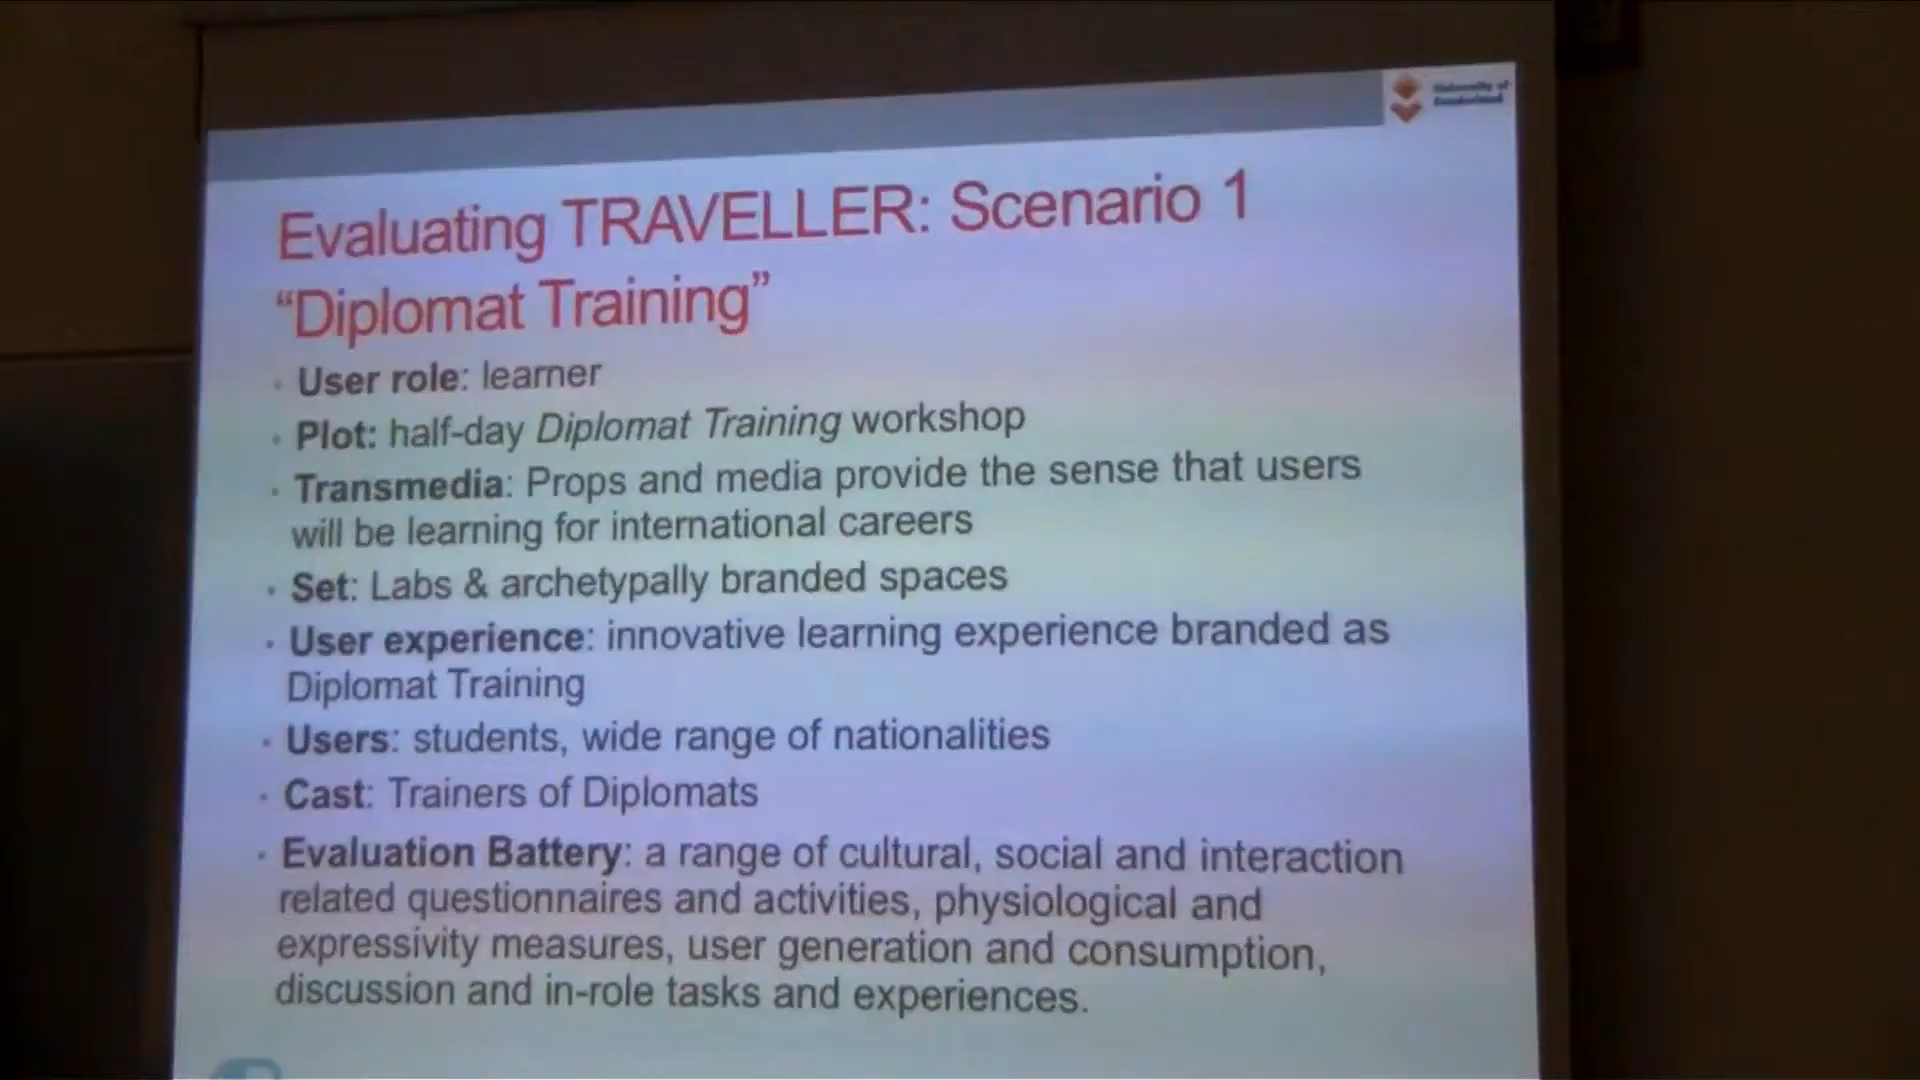 University of
Sunderland
Evaluating TRAVELLER: Scenario 1
“Diplomat Training”
• User role: learner
• Plot: half-day Diplomat Training workshop
• Transmedia: Props and media provide the sense that users
will be learning for international careers
• Set: Labs & archetypally branded spaces
• User experience: innovative learning experience branded as
Diplomat Training
• Users: students, wide range of nationalities
• Cast: Trainers of Diplomats
• Evaluation Battery: a range of cultural, social and interaction
related questionnaires and activities, physiological and
expressivity measures, user generation and consumption,
discussion and in-role tasks and experiences.